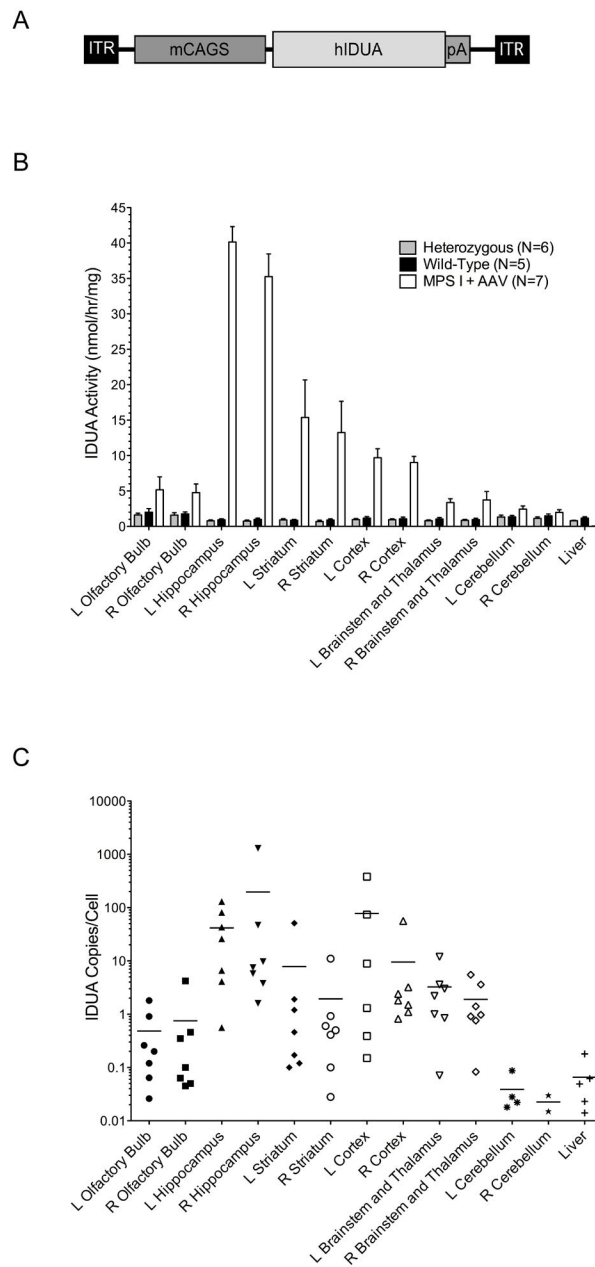 A
ITR mCAGS hIDUA pA ITR
B
IDUA Activity (nmol/hr/mg)
45
40
35
30
25
20
15
10
5
0
Heterozygous (N=6)
Wild-Type (N=5)
MPS I + AAV (N=7)
L Olfactory Bulb
R Olfactory Bulb
L Hippocampus
R Hippocampus
L Striatum
R Striatum
L Cortex
R Cortex
L Brainstem and Thalamus
R Brainstem and Thalamus
L Cerebellum
R Cerebellum
Liver
C
IDUA Copies/Cell
10000
1000
100
10
1
0.1
0.01
L Olfactory Bulb
R Olfactory Bulb
L Hippocampus
R Hippocampus
L Striatum
R Striatum
L Cortex
R Cortex
L Brainstem and Thalamus
R Brainstem and Thalamus
L Cerebellum
R Cerebellum
Liver